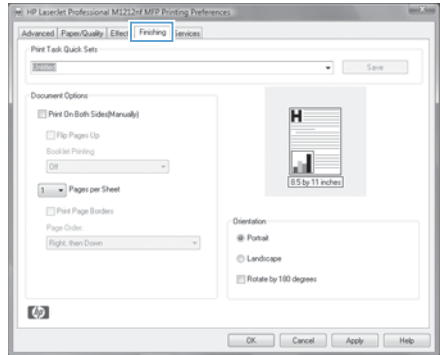 HP LaserJet Professional M1212nf MFP Printing Preferences
Advanced Paper/Quality Effect Finishing Services
Print Task Quick Sets
Untitled Save
Document Options
Print On Both Sides(Manually)
Flip Pages Up
Booklet Printing
Off
1 Pages per Sheet
Print Page Borders
Page Order:
Right, then Down
H
8.5 by 11 inches
Orientation
Portrait
Landscape
Rotate by 180 degrees
hp
OK Cancel Apply Help